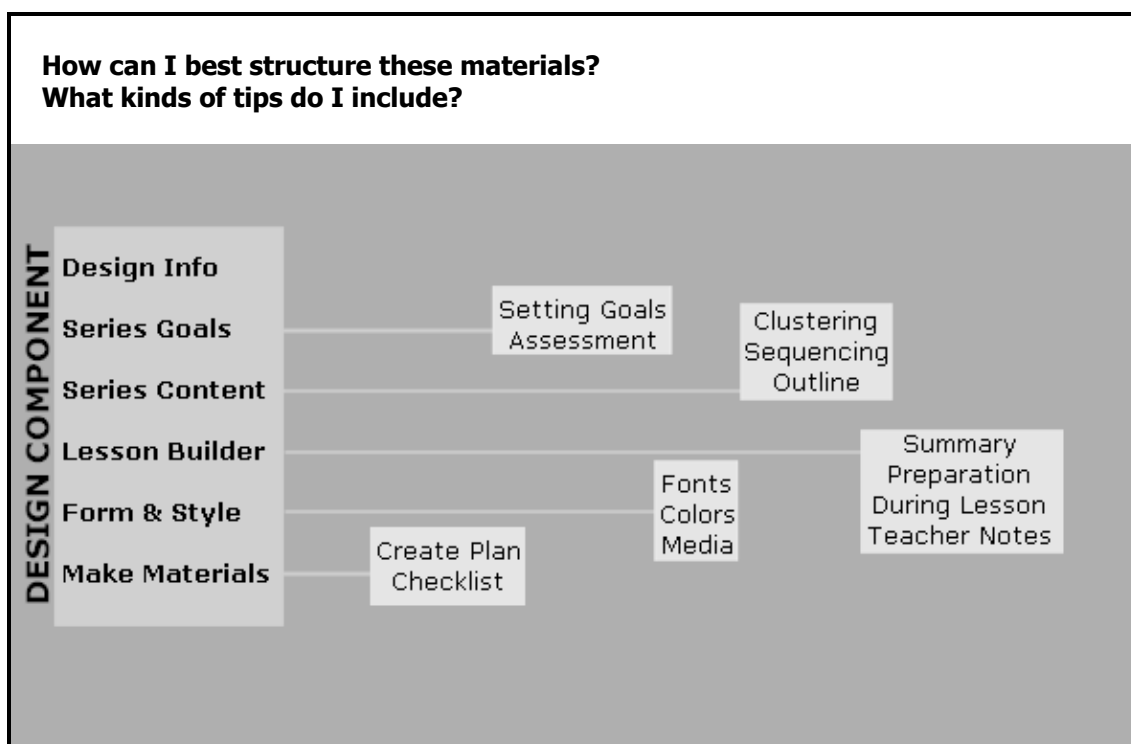 How can I best structure these materials?
What kinds of tips do I include?
DESIGN COMPONENT
Design Info
Series Goals
Setting Goals
Assessment
Series Content
Clustering
Sequencing
Outline
Lesson Builder
Summary
Preparation
During Lesson
Teacher Notes
Form & Style
Fonts
Colors
Media
Make Materials
Create Plan
Checklist